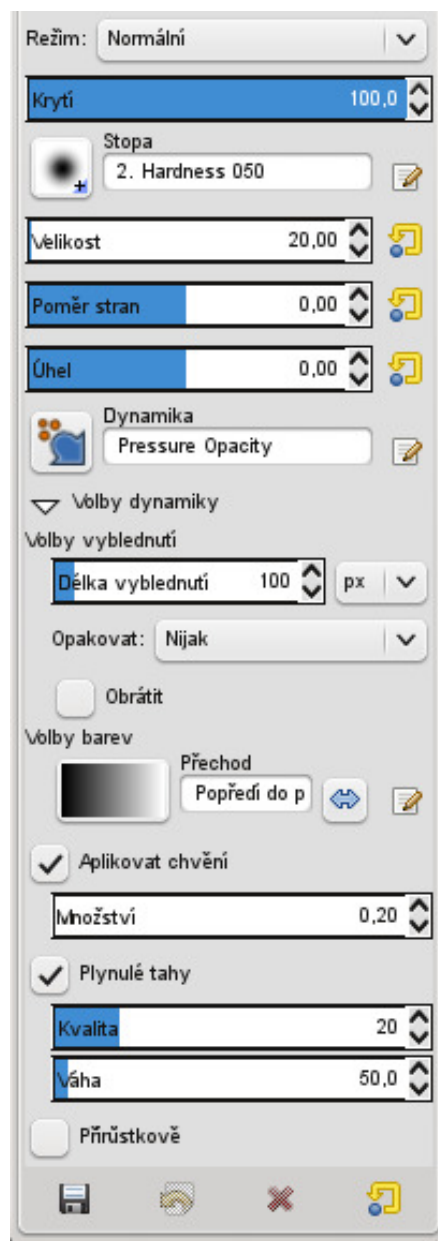 Režim: Normální
Krytí 100,0
Stopa
2. Hardness 050
Velikost 20,00
Poměr stran 0,00
Úhel 0,00
Dynamika
Pressure Opacity
Volby dynamiky
Volby vyblednutí
Délka vyblednutí 100 px
Opakovat: Nijak
Obrátit
Volby barev
Přechod
Popředí do p
Aplikovat chvění
Množství 0,20
Plynulé tahy
Kvalita 20
Váha 50,0
Přírůstkově